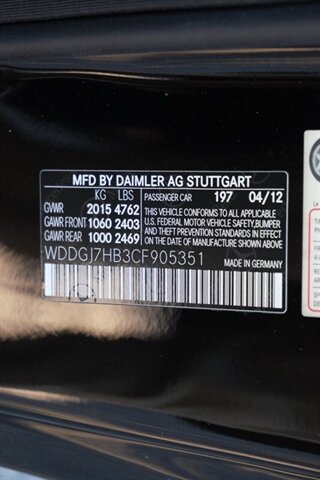 MFD BY DAIMLER AG STUTTGART
KG LBS PASSENGER CAR 197 04/12
GVWR 2015 4762
GAWR FRONT 1060 2403
GAWR REAR 1000 2469
THIS VEHICLE CONFORMS TO ALL APPLICABLE
U.S. FEDERAL MOTOR VEHICLE SAFETY,BUMPER
AND THEFT PREVENTION STANDARDS IN EFFECT
ON THE DATE OF MANUFACTURE SHOWN ABOVE.
WDDGJ7HB3CF905351
MADE IN GERMANY